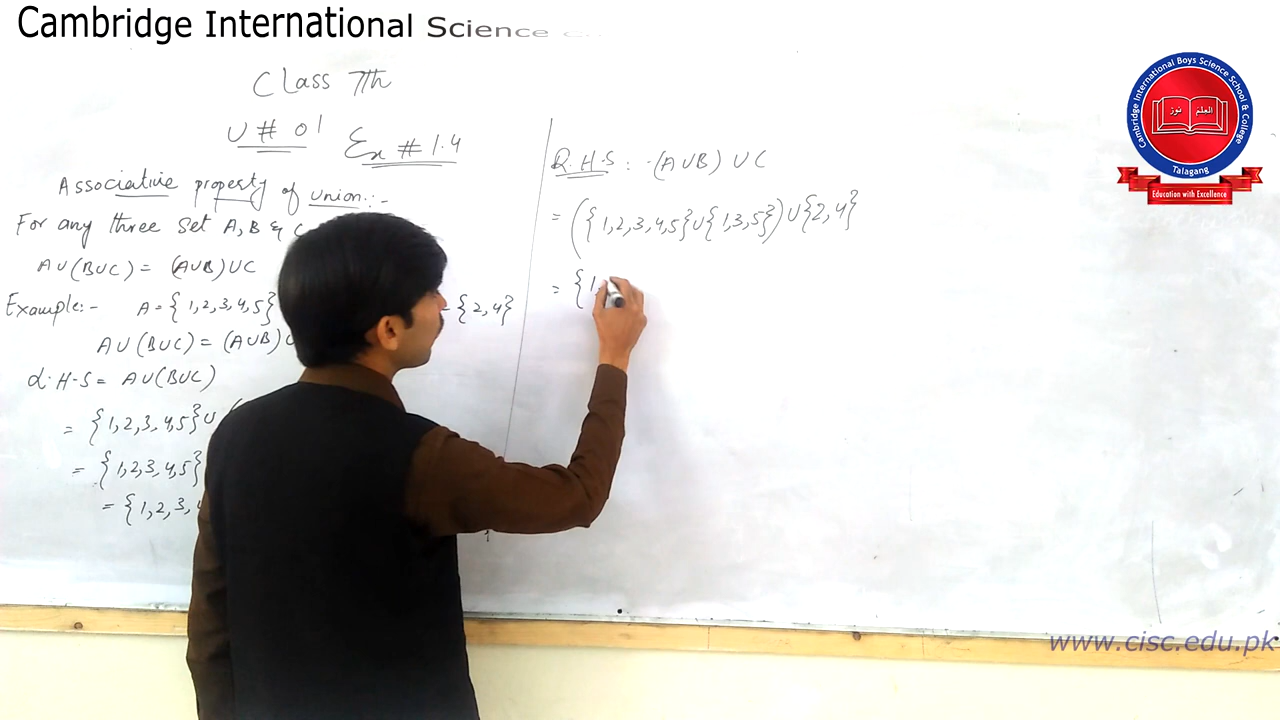 Cambridge International Science
Class 7th
U # 01
Ex # 1.4
Associative property of union:-
For any three set A, B &
A∪(B∪C) = (A∪B)∪C
Example:- A = {1,2,3,4,5} {2,4}
A∪(B∪C) = (A∪B)∪
L.H.S = A∪(B∪C)
= {1,2,3,4,5}∪(
= {1,2,3,4,5}
= {1,2,3,
R.H.S : (A∪B)∪C
= ({1,2,3,4,5}∪{1,3,5})∪{2,4}
= {1,
Cambridge International Boys Science School & College
العلم نور
Talagang
Education with Excellence
www.cisc.edu.pk